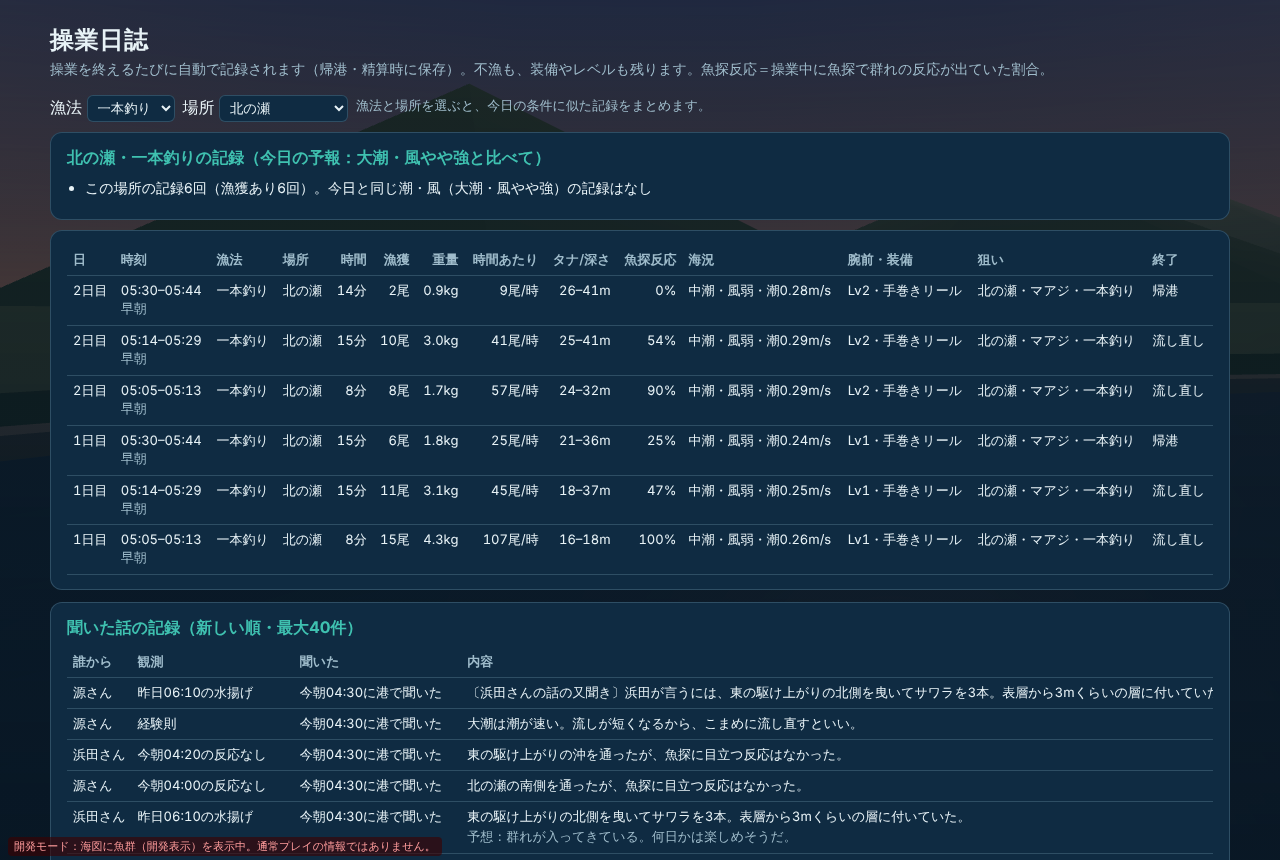 操業日誌
操業を終えるたびに自動で記録されます（帰港・精算時に保存）。不漁も、装備やレベルも残ります。魚探反応＝操業中に魚探で群れの反応が出ていた割合。
漁法 一本釣り 場所 北の瀬 漁法と場所を選ぶと、今日の条件に似た記録をまとめます。
北の瀬・一本釣りの記録（今日の予報：大潮・風やや強と比べて）
• この場所の記録6回（漁獲あり6回）。今日と同じ潮・風（大潮・風やや強）の記録はなし
日 時刻 漁法 場所 時間 漁獲 重量 時間あたり タナ/深さ 魚探反応 海況 腕前・装備 狙い 終了
2日目 05:30–05:44 一本釣り 北の瀬 14分 2尾 0.9kg 9尾/時 26–41m 0% 中潮・風弱・潮0.28m/s Lv2・手巻きリール 北の瀬・マアジ・一本釣り 帰港
早朝
2日目 05:14–05:29 一本釣り 北の瀬 15分 10尾 3.0kg 41尾/時 25–41m 54% 中潮・風弱・潮0.29m/s Lv2・手巻きリール 北の瀬・マアジ・一本釣り 流し直し
早朝
2日目 05:05–05:13 一本釣り 北の瀬 8分 8尾 1.7kg 57尾/時 24–32m 90% 中潮・風弱・潮0.29m/s Lv2・手巻きリール 北の瀬・マアジ・一本釣り 流し直し
早朝
1日目 05:30–05:44 一本釣り 北の瀬 15分 6尾 1.8kg 25尾/時 21–36m 25% 中潮・風弱・潮0.24m/s Lv1・手巻きリール 北の瀬・マアジ・一本釣り 帰港
早朝
1日目 05:14–05:29 一本釣り 北の瀬 15分 11尾 3.1kg 45尾/時 18–37m 47% 中潮・風弱・潮0.25m/s Lv1・手巻きリール 北の瀬・マアジ・一本釣り 流し直し
早朝
1日目 05:05–05:13 一本釣り 北の瀬 8分 15尾 4.3kg 107尾/時 16–18m 100% 中潮・風弱・潮0.26m/s Lv1・手巻きリール 北の瀬・マアジ・一本釣り 流し直し
早朝
聞いた話の記録（新しい順・最大40件）
誰から 観測 聞いた 内容
源さん 昨日06:10の水揚げ 今朝04:30に港で聞いた 〔浜田さんの話の又聞き〕浜田が言うには、東の駆け上がりの北側を曳いてサワラを3本。表層から3mくらいの層に付いていた
源さん 経験則 今朝04:30に港で聞いた 大潮は潮が速い。流しが短くなるから、こまめに流し直すといい。
浜田さん 今朝04:20の反応なし 今朝04:30に港で聞いた 東の駆け上がりの沖を通ったが、魚探に目立つ反応はなかった。
源さん 今朝04:00の反応なし 今朝04:30に港で聞いた 北の瀬の南側を通ったが、魚探に目立つ反応はなかった。
浜田さん 昨日06:10の水揚げ 今朝04:30に港で聞いた 東の駆け上がりの北側を曳いてサワラを3本。表層から3mくらいの層に付いていた。
予想：群れが入ってきている。何日かは楽しめそうだ。
開発モード：海図に魚群（開発表示）を表示中。通常プレイの情報ではありません。